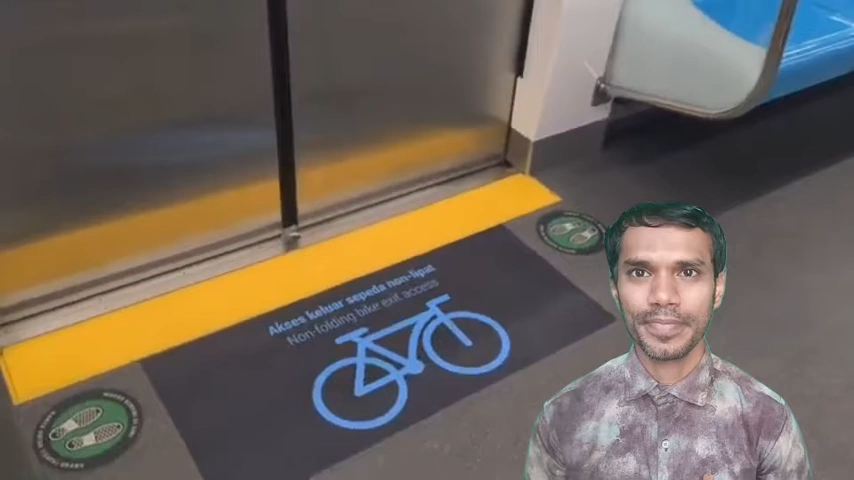 Akses keluar sepeda non-lipat
Non-folding bike exit access